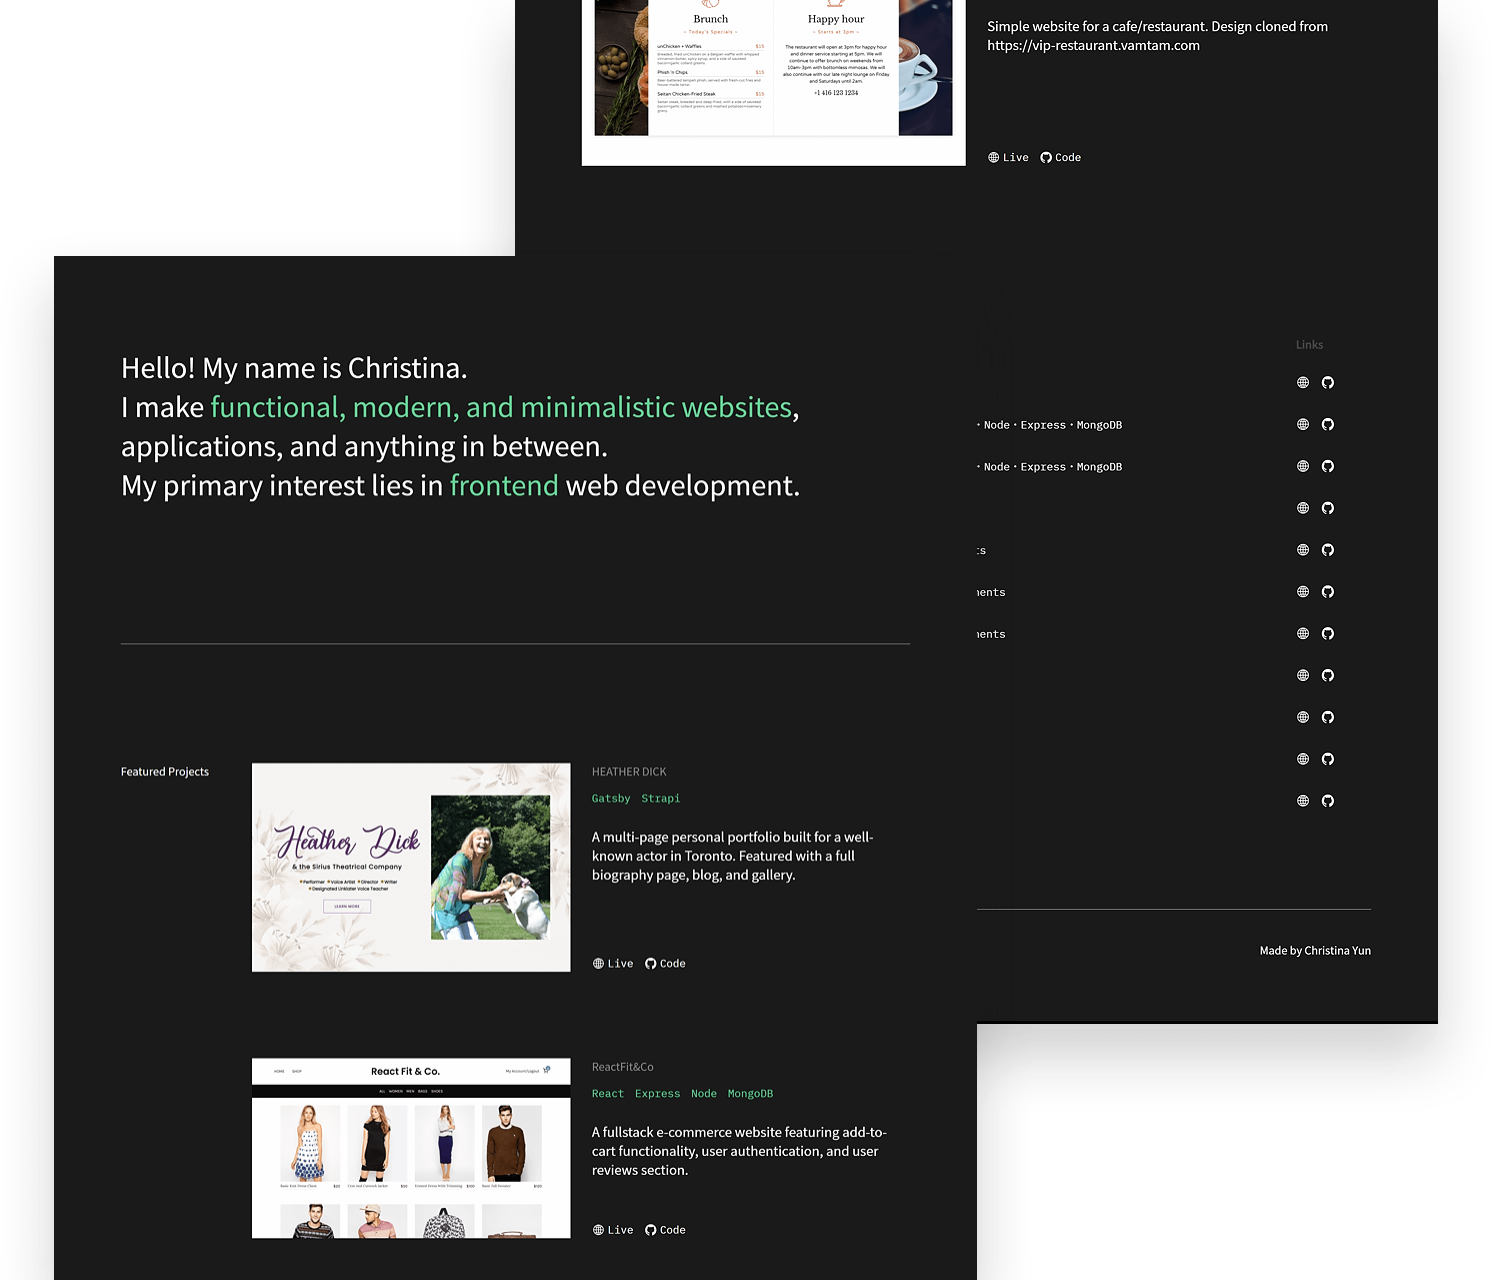 Brunch
~ Today's Specials ~
unChicken + Waffles $15
Phish 'n Chips $15
Seitan Chicken-Fried Steak $15
Happy hour
~ Starts at 3pm ~
The restaurant will open at 3pm for happy hour
and dinner service starting at 5pm. We will
continue to offer brunch on weekends from
10am-3pm with bottomless mimosas. We will
also continue with our late night lounge on Friday
and Saturdays until 2am.
+1 416 123 1234
Simple website for a cafe/restaurant. Design cloned from
https://vip-restaurant.vamtam.com
Live Code
Hello! My name is Christina.
I make functional, modern, and minimalistic websites,
applications, and anything in between.
My primary interest lies in frontend web development.
Links
· Node · Express · MongoDB
· Node · Express · MongoDB
ts
nents
nents
Made by Christina Yun
Featured Projects
Heather Dick
& the Sirius Theatrical Company
Performer Voice Artist Director Writer
Designated Linklater Voice Teacher
LEARN MORE
HEATHER DICK
Gatsby Strapi
A multi-page personal portfolio built for a well-
known actor in Toronto. Featured with a full
biography page, blog, and gallery.
Live Code
HOME SHOP
React Fit & Co.
My Account/Logout
ALL WOMEN MEN BAGS SHOES
ReactFit&Co
React Express Node MongoDB
A fullstack e-commerce website featuring add-to-
cart functionality, user authentication, and user
reviews section.
Live Code